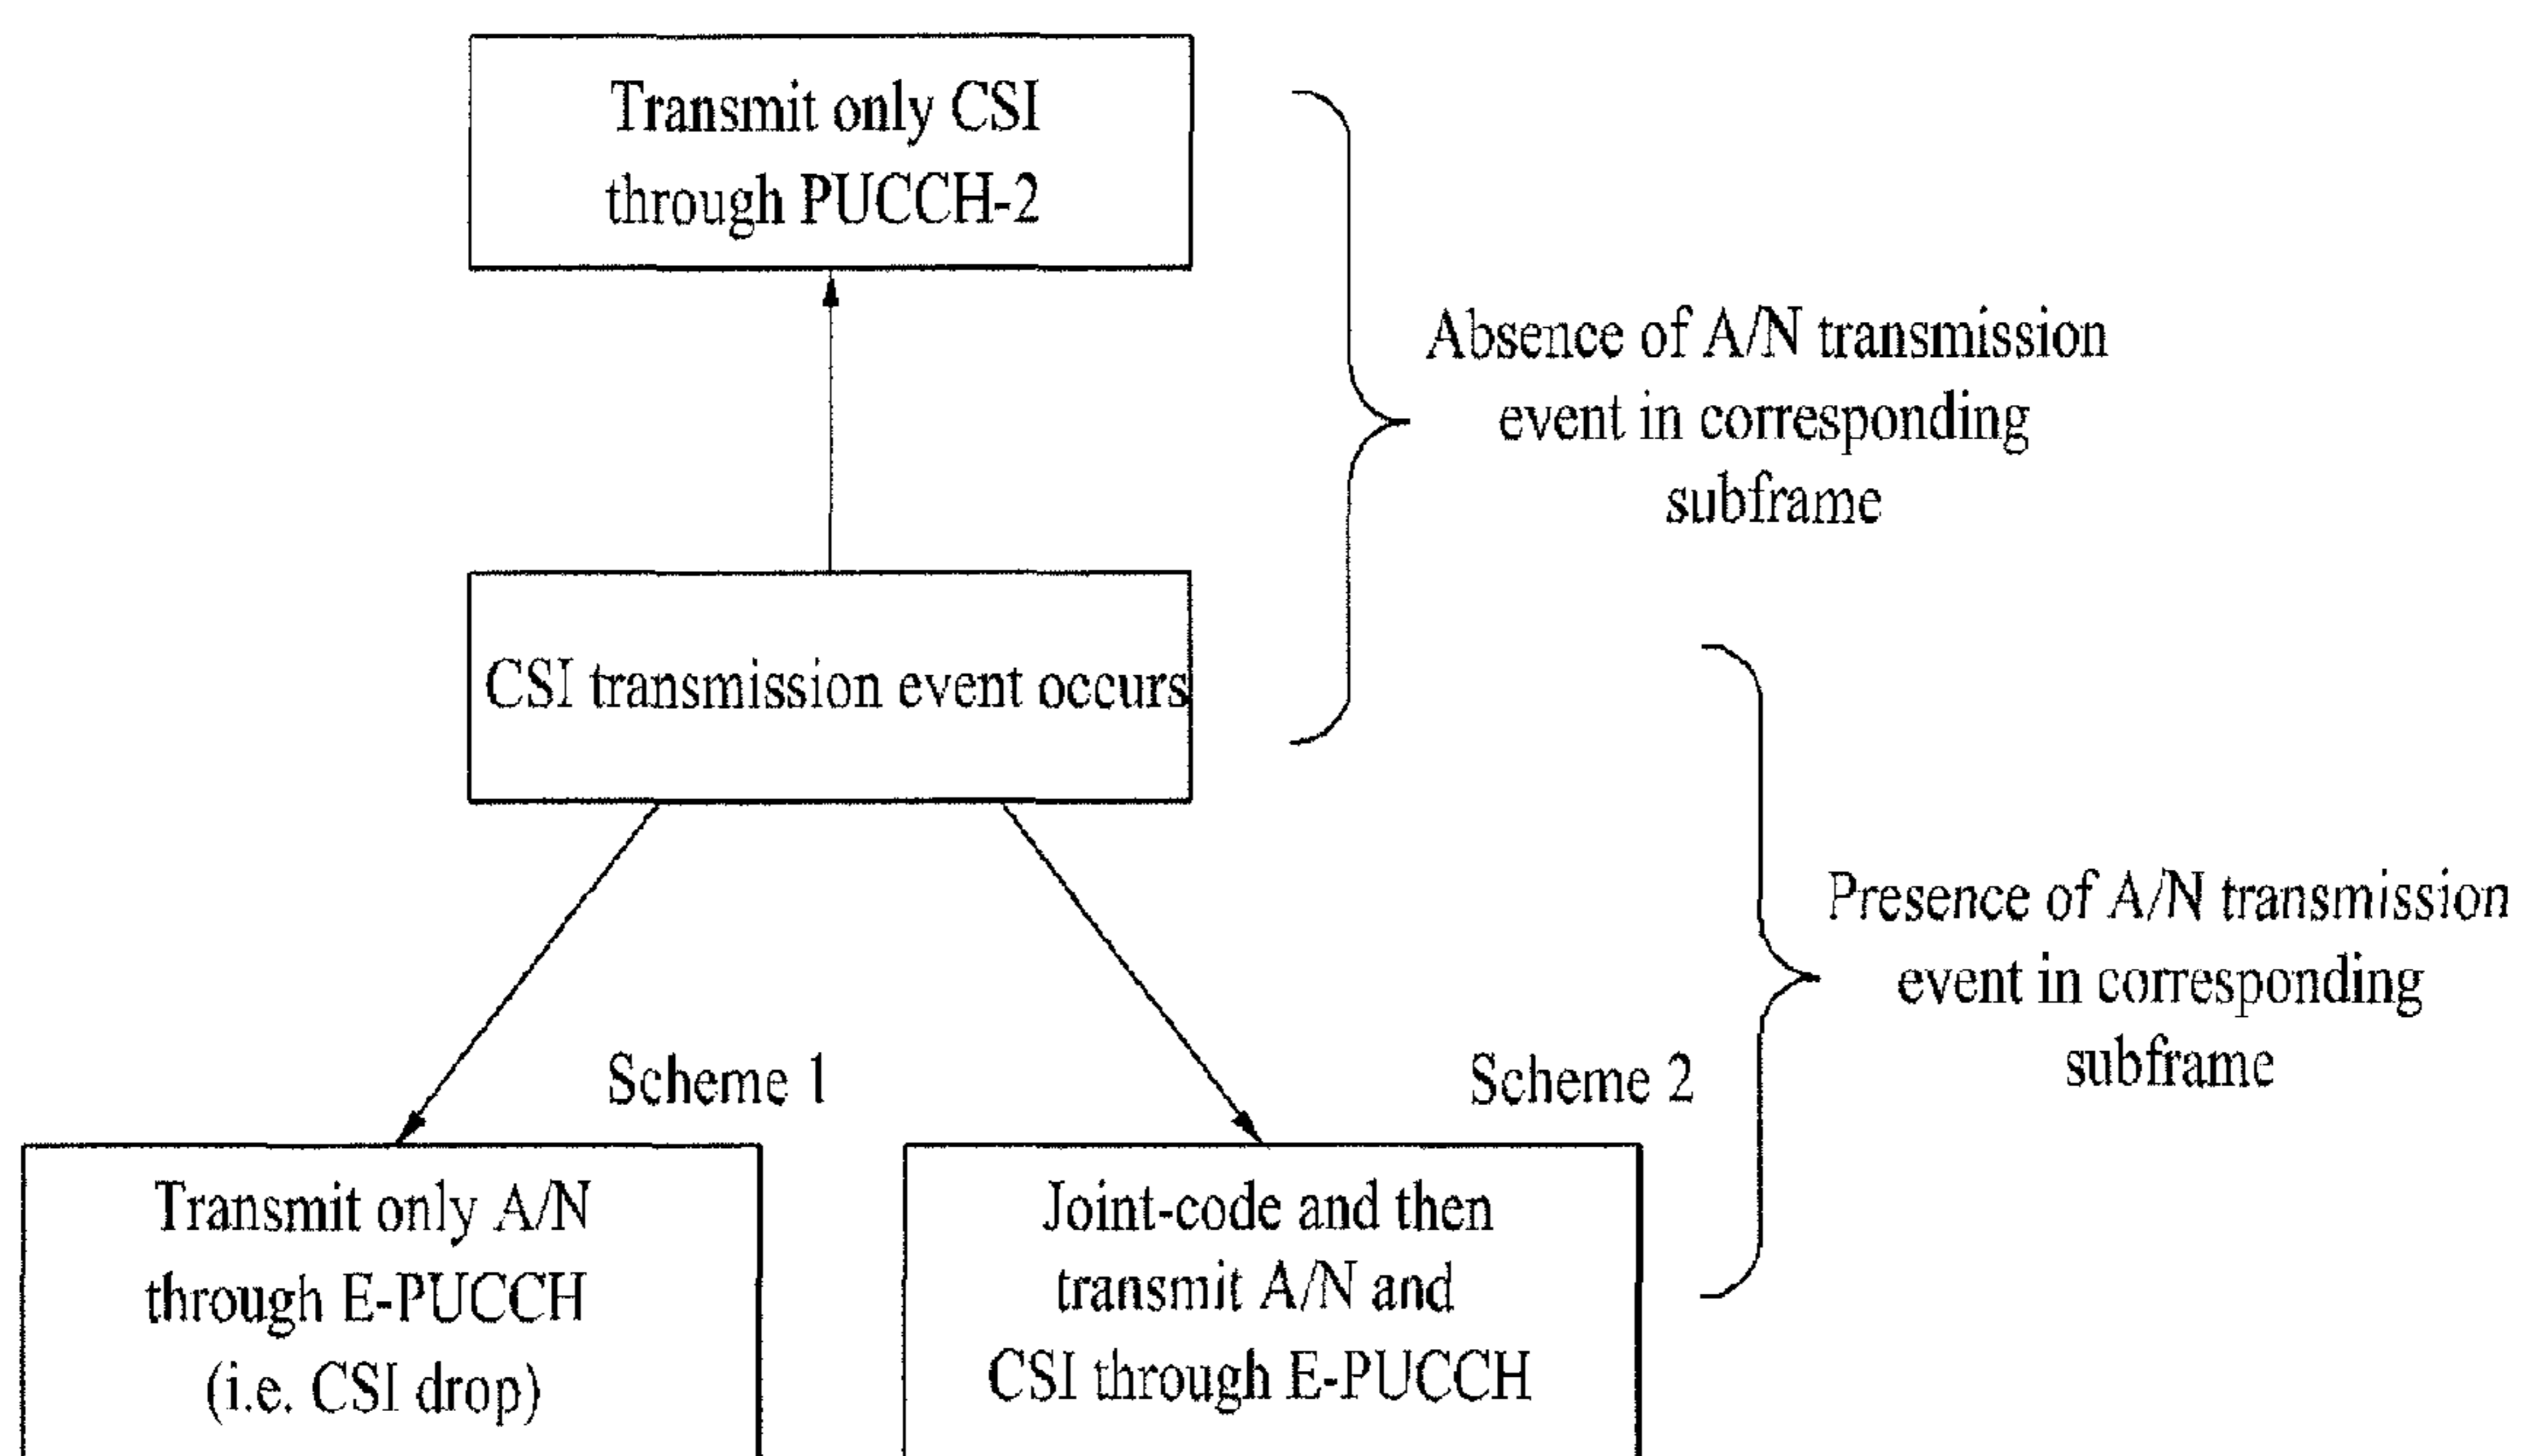 Transmit only CSI
through PUCCH-2
Absence of A/N transmission
event in corresponding
subframe
CSI transmission event occurs
Presence of A/N transmission
event in corresponding
subframe
Scheme 1
Scheme 2
Transmit only A/N
through E-PUCCH
(i.e. CSI drop)
Joint-code and then
transmit A/N and
CSI through E-PUCCH